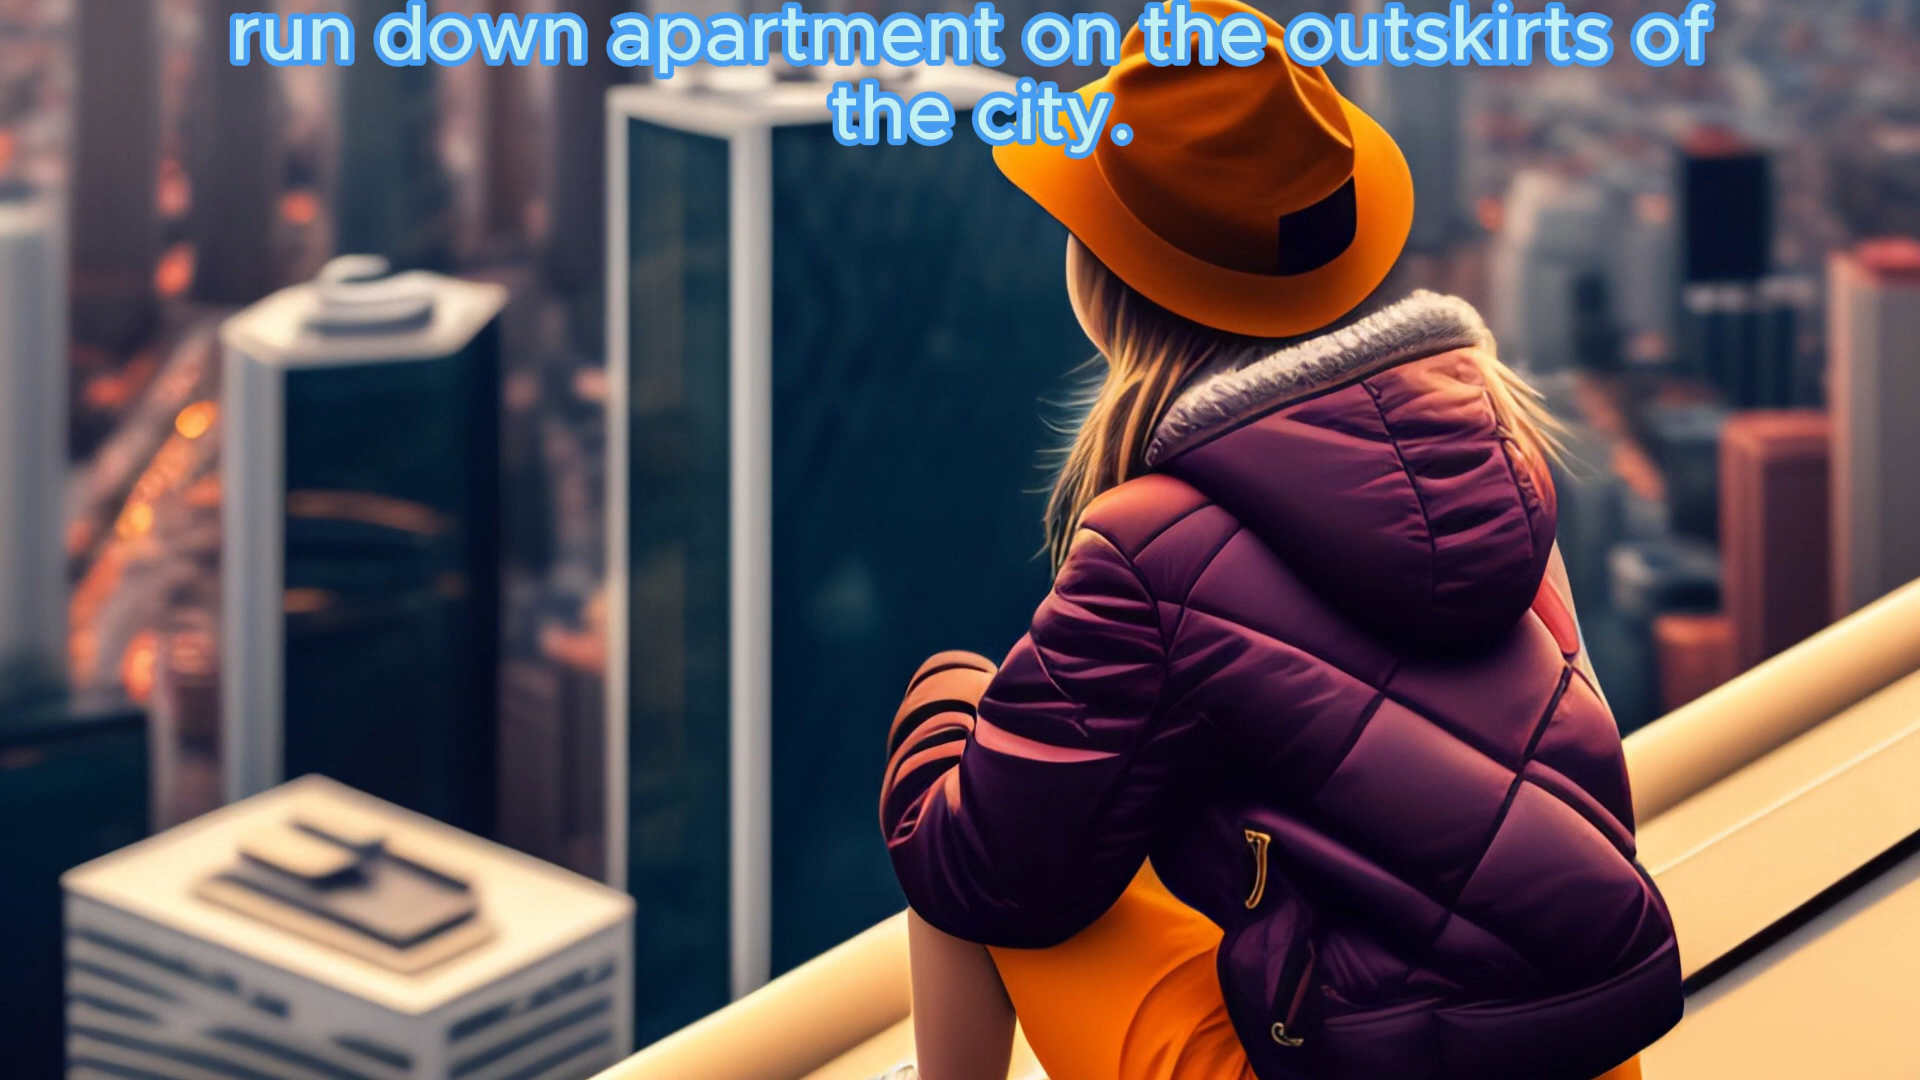 run down apartment on the outskirts of
the city.